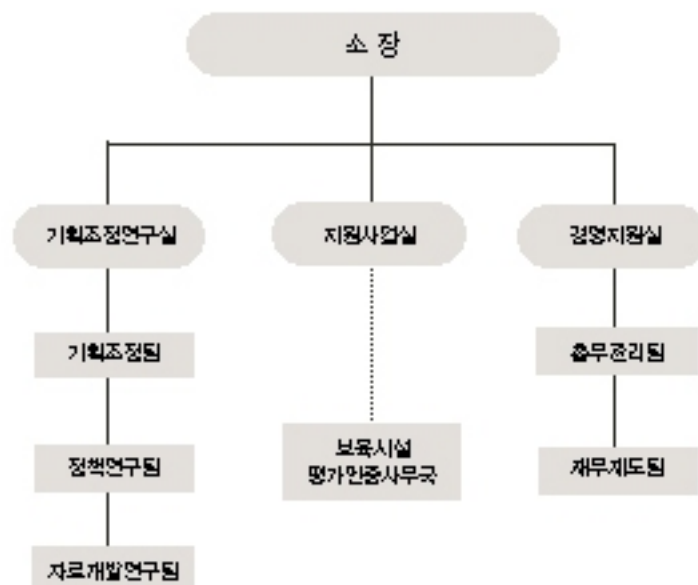 소 장
기획조정연구실
지원사업실
경영지원실
기획조정팀
총무관리팀
보육시설
평가인증사무국
정책연구팀
재무제도팀
자료개발연구팀